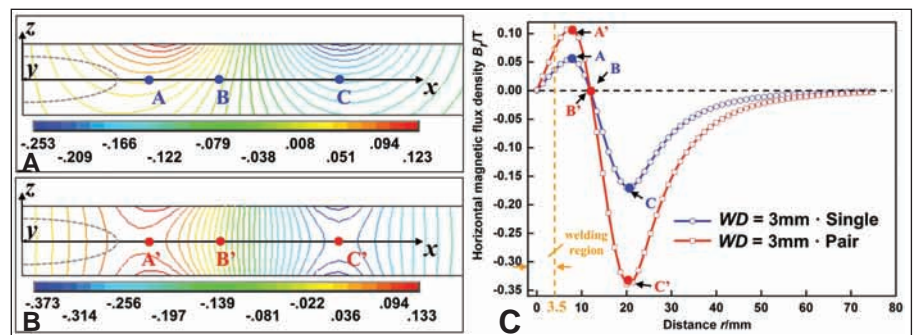 z
y
x
A
B
C
-.253
-.166
-.079
.008
.094
-.209
-.122
-.038
.051
.123
A
z
y
x
A'
B'
C'
-.373
-.256
-.139
-.022
.094
-.314
-.197
-.081
.036
.133
B
Horizontal magnetic flux density Br/T
0.10
0.05
0.00
-0.05
-0.10
-0.15
-0.20
-0.25
-0.30
-0.35
A'
A
B
B'
C
C'
WD = 3mm · Single
WD = 3mm · Pair
welding
region
0
3.5
10
20
30
40
50
60
70
80
Distance r/mm
C